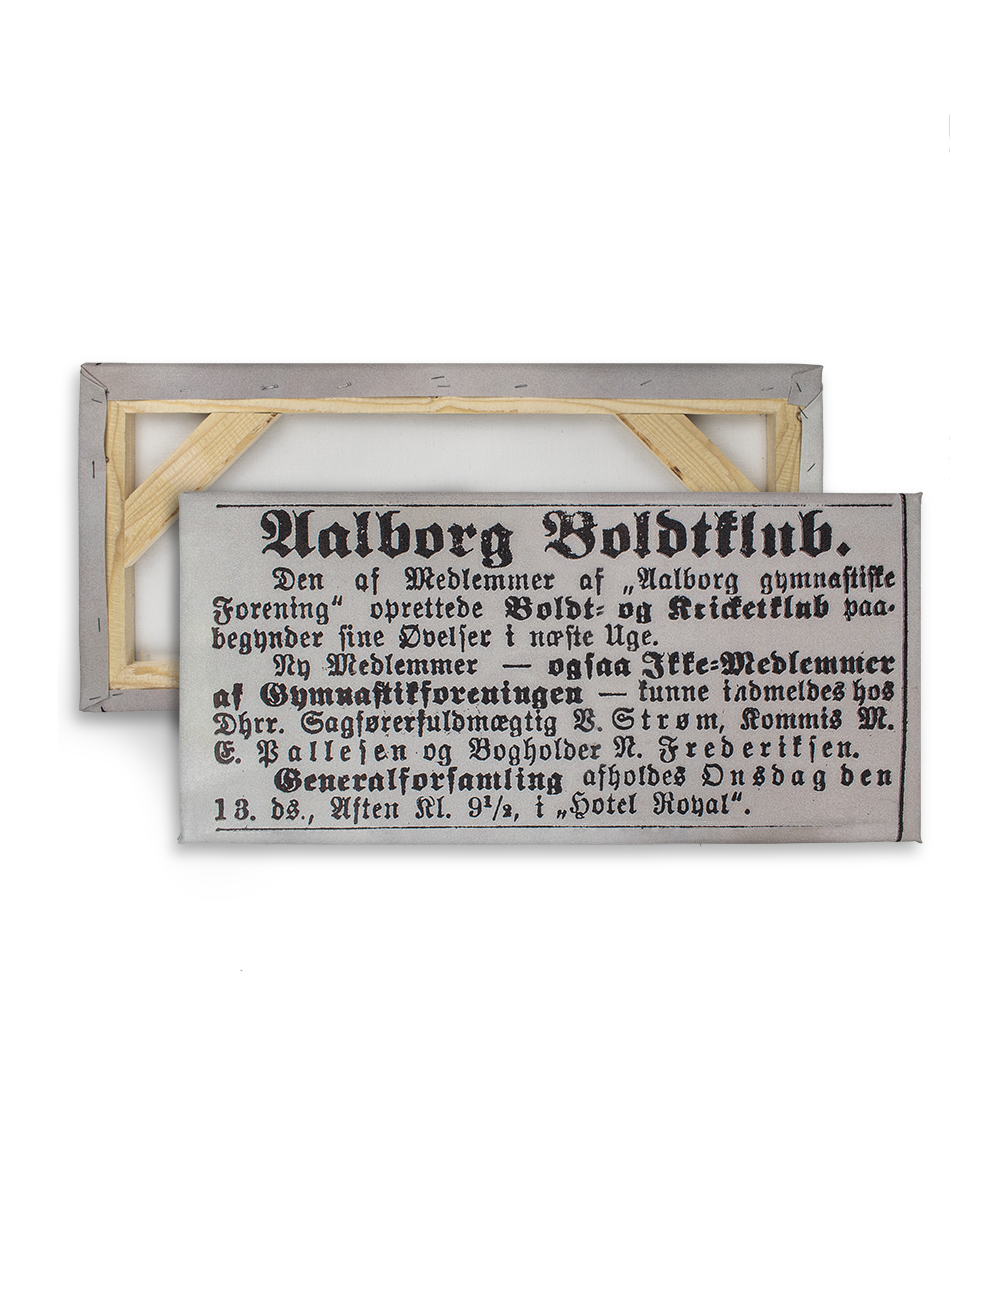 Aalborg Boldtklub.
Den af Medlemmer af „Aalborg gymnastiske
Forening“ oprettede Boldt- og Kricketklub paa-
begynder sine Øvelser i næste Uge.
Ny Medlemmer — ogsaa Ikke-Medlemmer
af Gymnastikforeningen — kunne indmeldes hos
Dhrr. Sagførerfuldmægtig V. Strøm, Kommis M.
E. Pallesen og Bogholder N. Frederiksen.
Generalforsamling afholdes Onsdag den
13. ds., Aften Kl. 9½, i „Hotel Royal“.